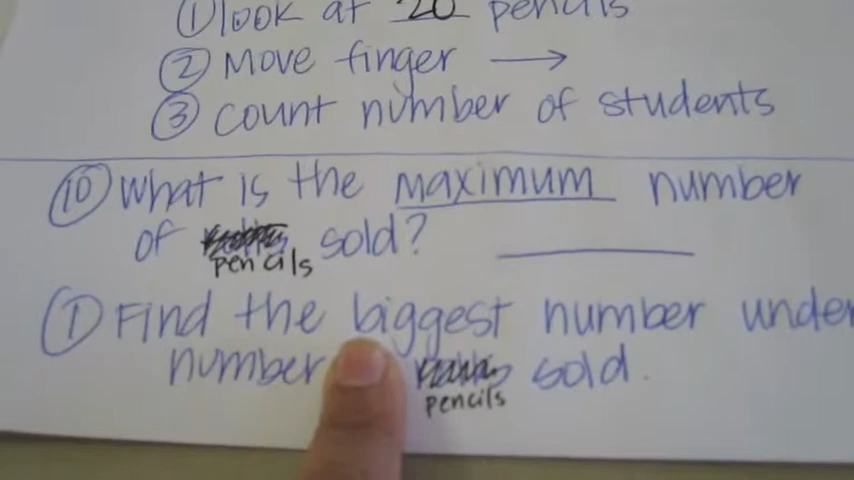 ① look at 20 pencils
② Move finger →
③ count number of students
⑩ What is the maximum number
of pencils sold?
① Find the biggest number under
number pencils sold.